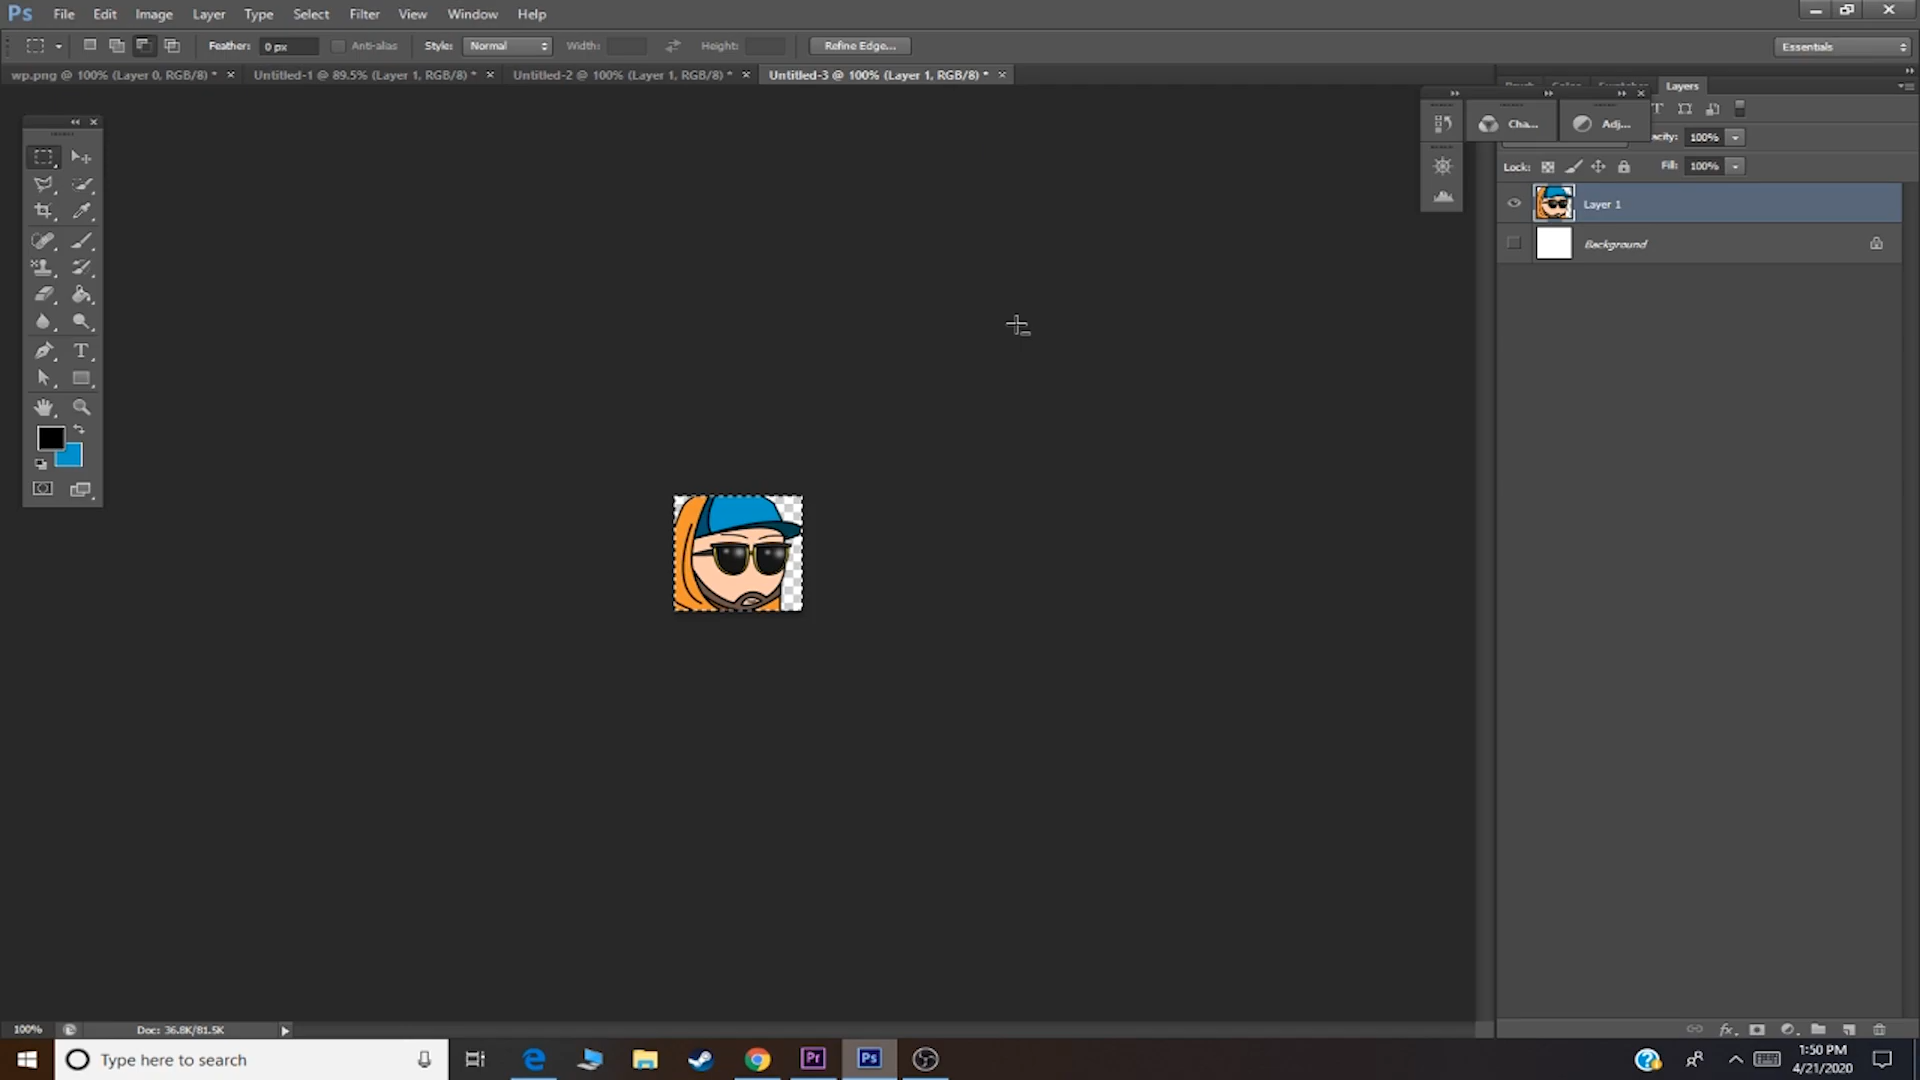 Ps File Edit Image Layer Type Select Filter View Window Help
Feather: 0 px Anti-alias Style: Normal Width: Height: Refine Edge... Essentials
wp.png @ 100% (Layer 0, RGB/8) * × Untitled-1 @ 89.5% (Layer 1, RGB/8) * × Untitled-2 @ 100% (Layer 1, RGB/8) * × Untitled-3 @ 100% (Layer 1, RGB/8) * ×
Layers
Cha... Adj...
acity: 100%
Lock: Fill: 100%
Layer 1
Background
T
100% Doc: 36.8K/81.5K
Type here to search
Pr Ps
1:50 PM
4/21/2020